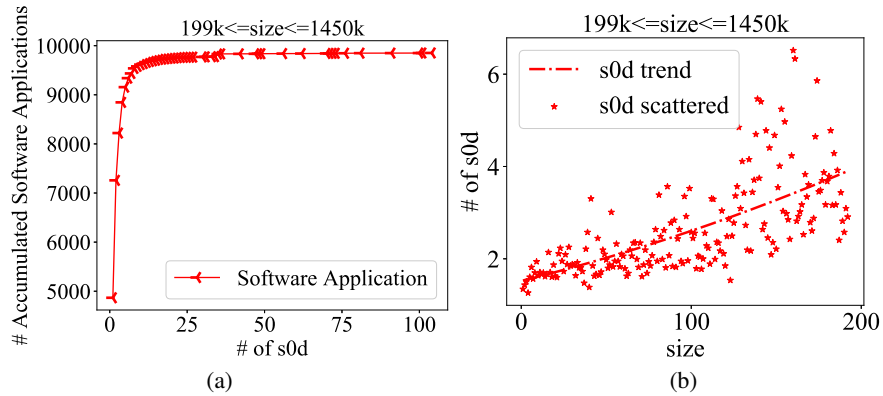 199k<=size<=1450k
# Accumulated Software Applications
10000
9000
8000
7000
6000
5000
Software Application
0 25 50 75 100
# of s0d
(a)
199k<=size<=1450k
# of s0d
6
4
2
s0d trend
s0d scattered
0 100 200
size
(b)